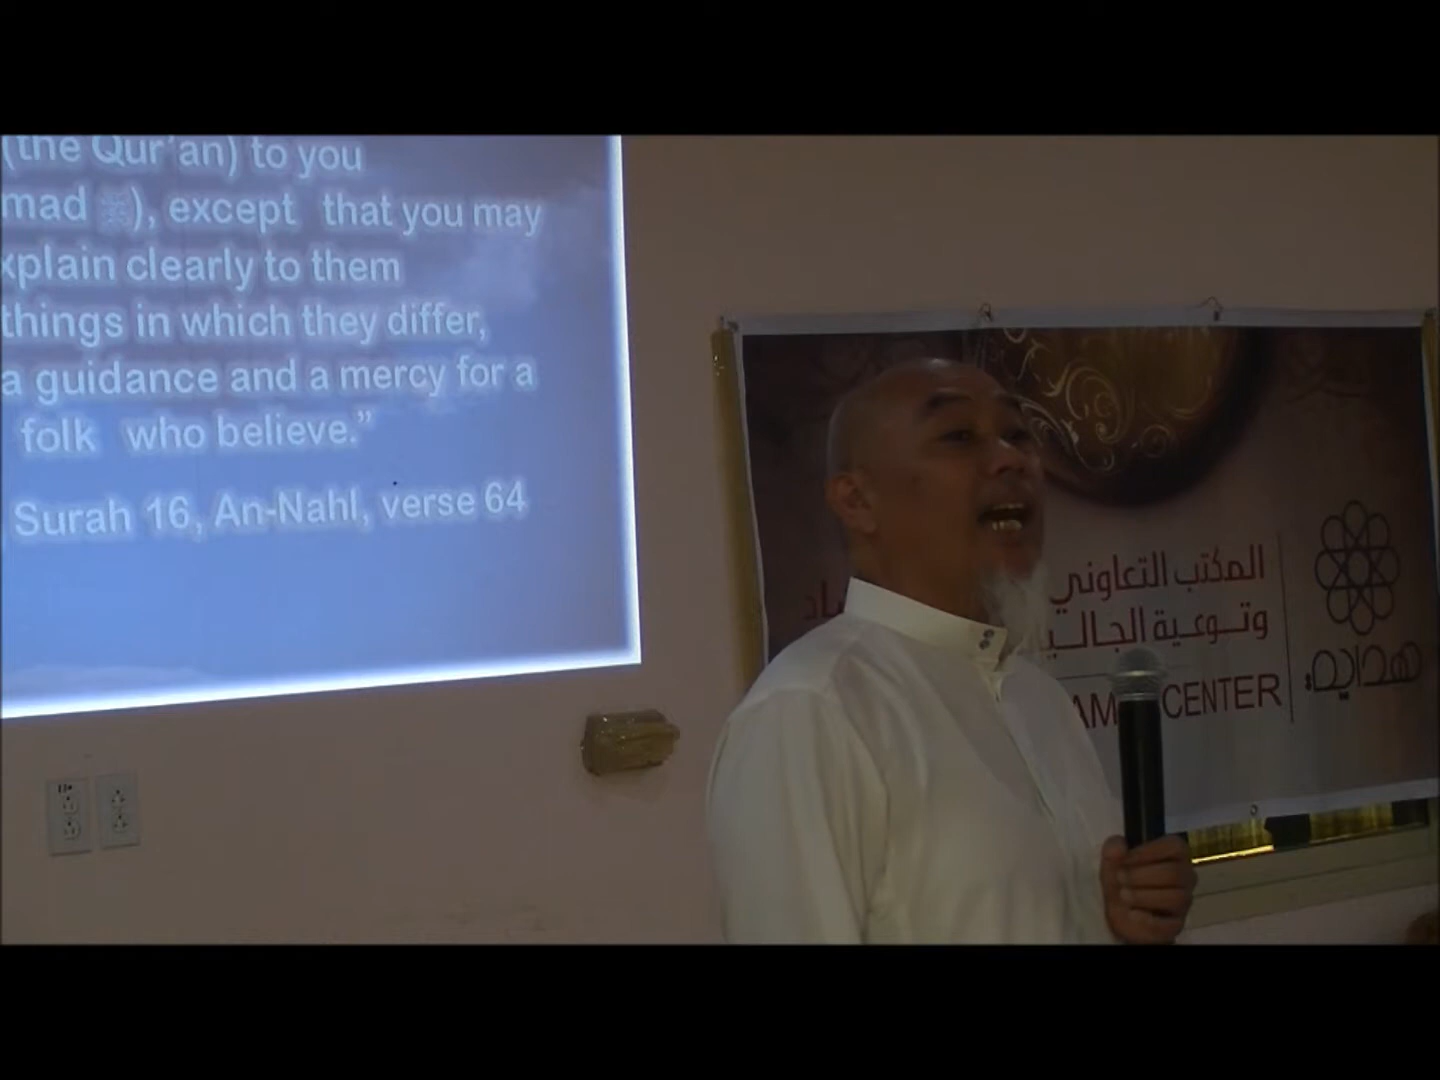 (the Qur'an) to you
mad ﷺ), except that you may
xplain clearly to them
things in which they differ,
a guidance and a mercy for a
folk who believe.”
Surah 16, An-Nahl, verse 64
المكتب التعاوني
وتوعية الجالي
CENTER
هداية